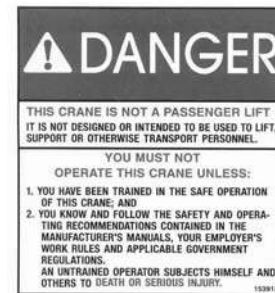 DANGER
THIS CRANE IS NOT A PASSENGER LIFT
IT IS NOT DESIGNED OR INTENDED TO BE USED TO LIFT,
SUPPORT OR OTHERWISE TRANSPORT PERSONNEL.
YOU MUST NOT
OPERATE THIS CRANE UNLESS:
1. YOU HAVE BEEN TRAINED IN THE SAFE OPERATION
OF THIS CRANE; AND
2. YOU KNOW AND FOLLOW THE SAFETY AND OPERA-
TING RECOMMENDATIONS CONTAINED IN THE
MANUFACTURER'S MANUALS, YOUR EMPLOYER'S
WORK RULES AND APPLICABLE GOVERNMENT
REGULATIONS.
AN UNTRAINED OPERATOR SUBJECTS HIMSELF AND
OTHERS TO DEATH OR SERIOUS INJURY.